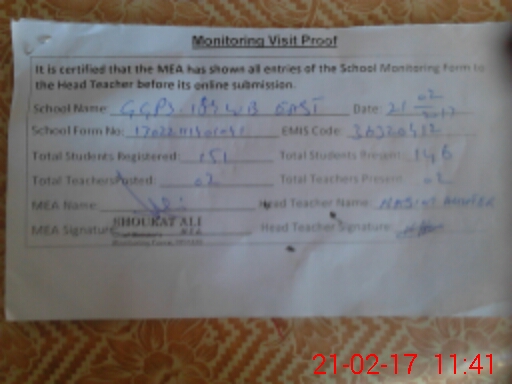 Monitoring Visit Proof
It is certified that the MEA has shown all entries of the School Monitoring Form to
the Head Teacher before its online submission.
School Name: GGPS 189 WB EAST Date: 21 02
School Form No: EMIS Code:
Total Students Registered: 151 Total Students Present: 146
Total Teachers Posted: 02 Total Teachers Present: 02
MEA Name: Head Teacher Name:
SHOUKAT ALI
MEA Signature Head Teacher Signature:
21-02-17 11:41